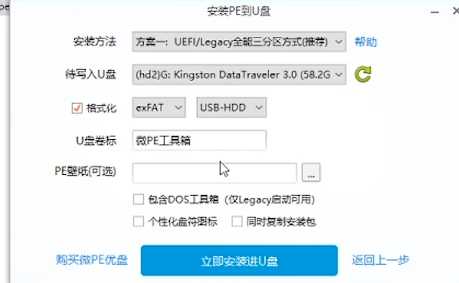 安装PE到U盘
安装方法 方案一：UEFI/Legacy全能三分区方式(推荐) 帮助
待写入U盘 (hd2)G: Kingston DataTraveler 3.0 (58.2G
格式化 exFAT USB-HDD
U盘卷标 微PE工具箱
PE壁纸(可选) ...
包含DOS工具箱（仅Legacy启动可用）
个性化盘符图标 同时复制安装包
购买微PE优盘 立即安装进U盘 返回上一步